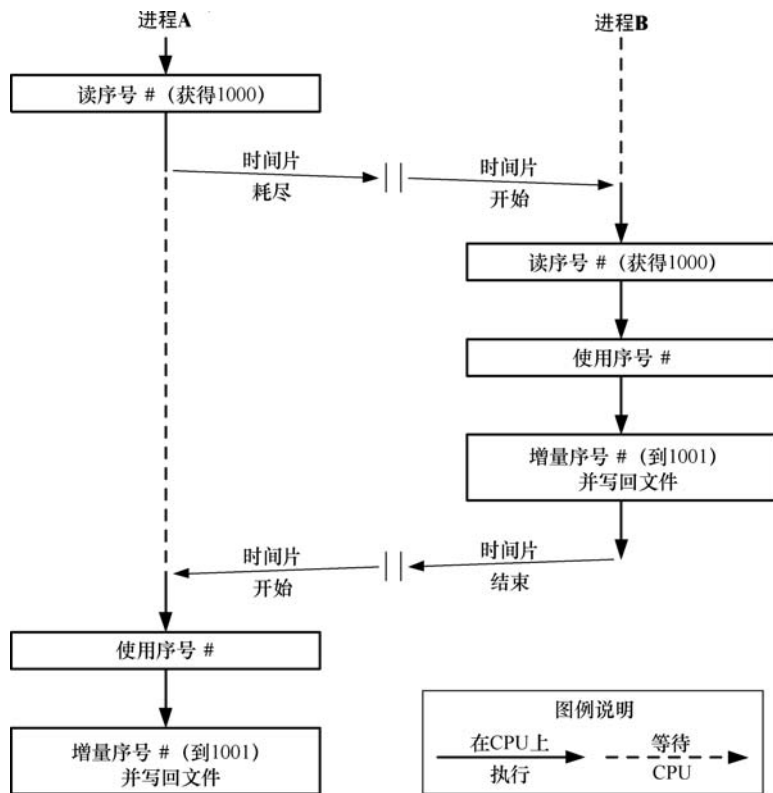 进程A
进程B
读序号 # (获得1000)
时间片
耗尽
时间片
开始
读序号 # (获得1000)
使用序号 #
增量序号 # (到1001)
并写回文件
时间片
开始
时间片
结束
使用序号 #
增量序号 # (到1001)
并写回文件
图例说明
在CPU上
执行
等待
CPU